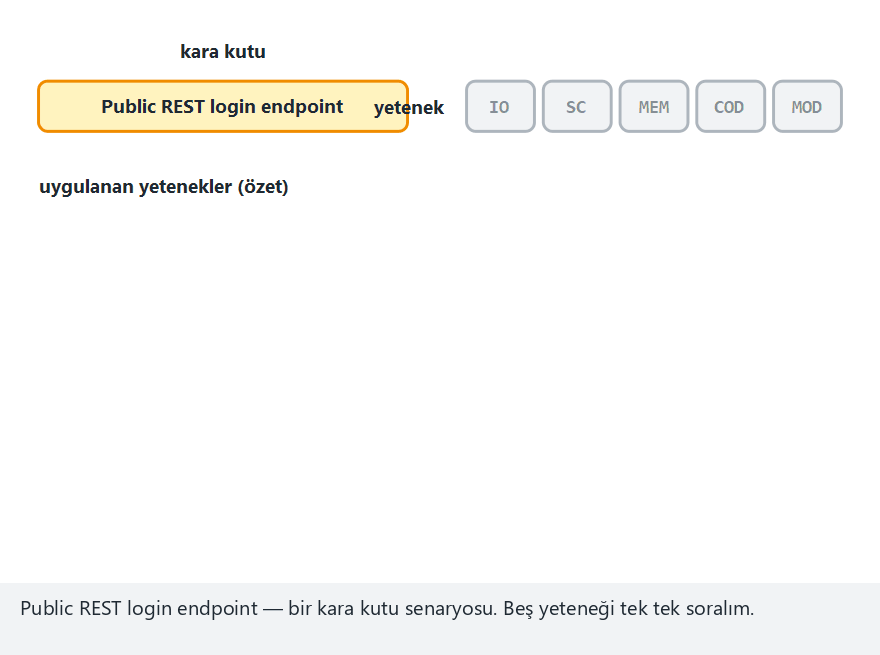 kara kutu
Public REST login endpoint yetenek IO SC MEM COD MOD
uygulanan yetenekler (özet)
Public REST login endpoint — bir kara kutu senaryosu. Beş yeteneği tek tek soralım.